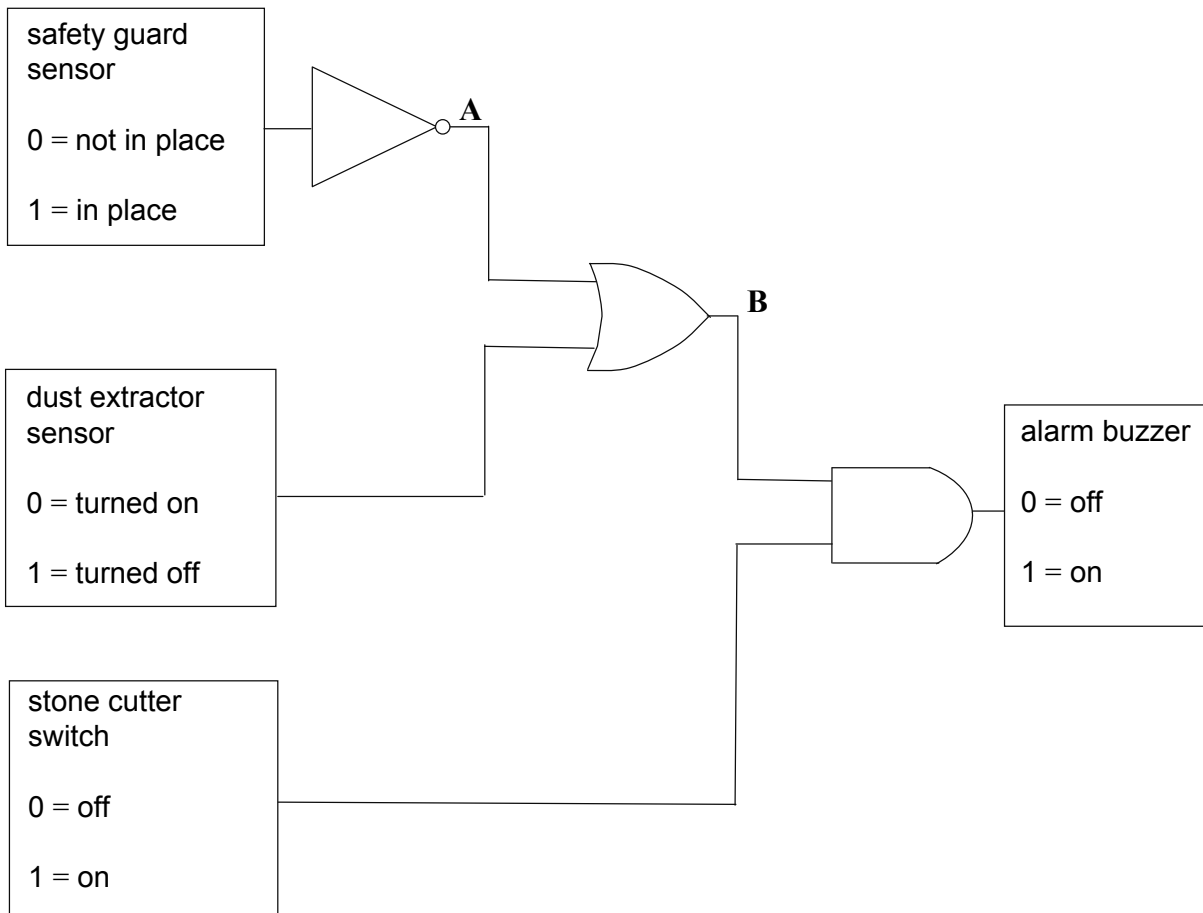 safety guard
sensor
0 = not in place
1 = in place
A
B
dust extractor
sensor
0 = turned on
1 = turned off
alarm buzzer
0 = off
1 = on
stone cutter
switch
0 = off
1 = on